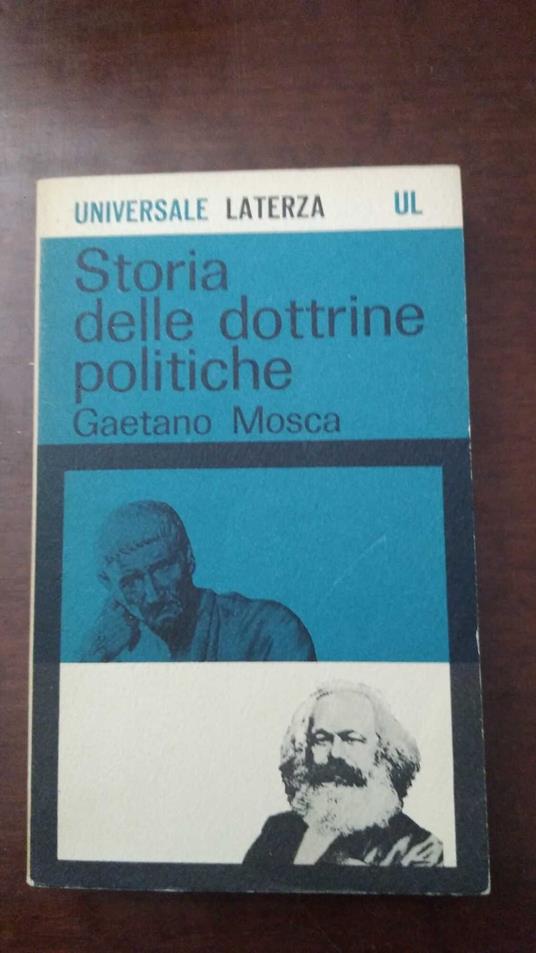 UNIVERSALE LATERZA UL
Storia
delle dottrine
politiche
Gaetano Mosca